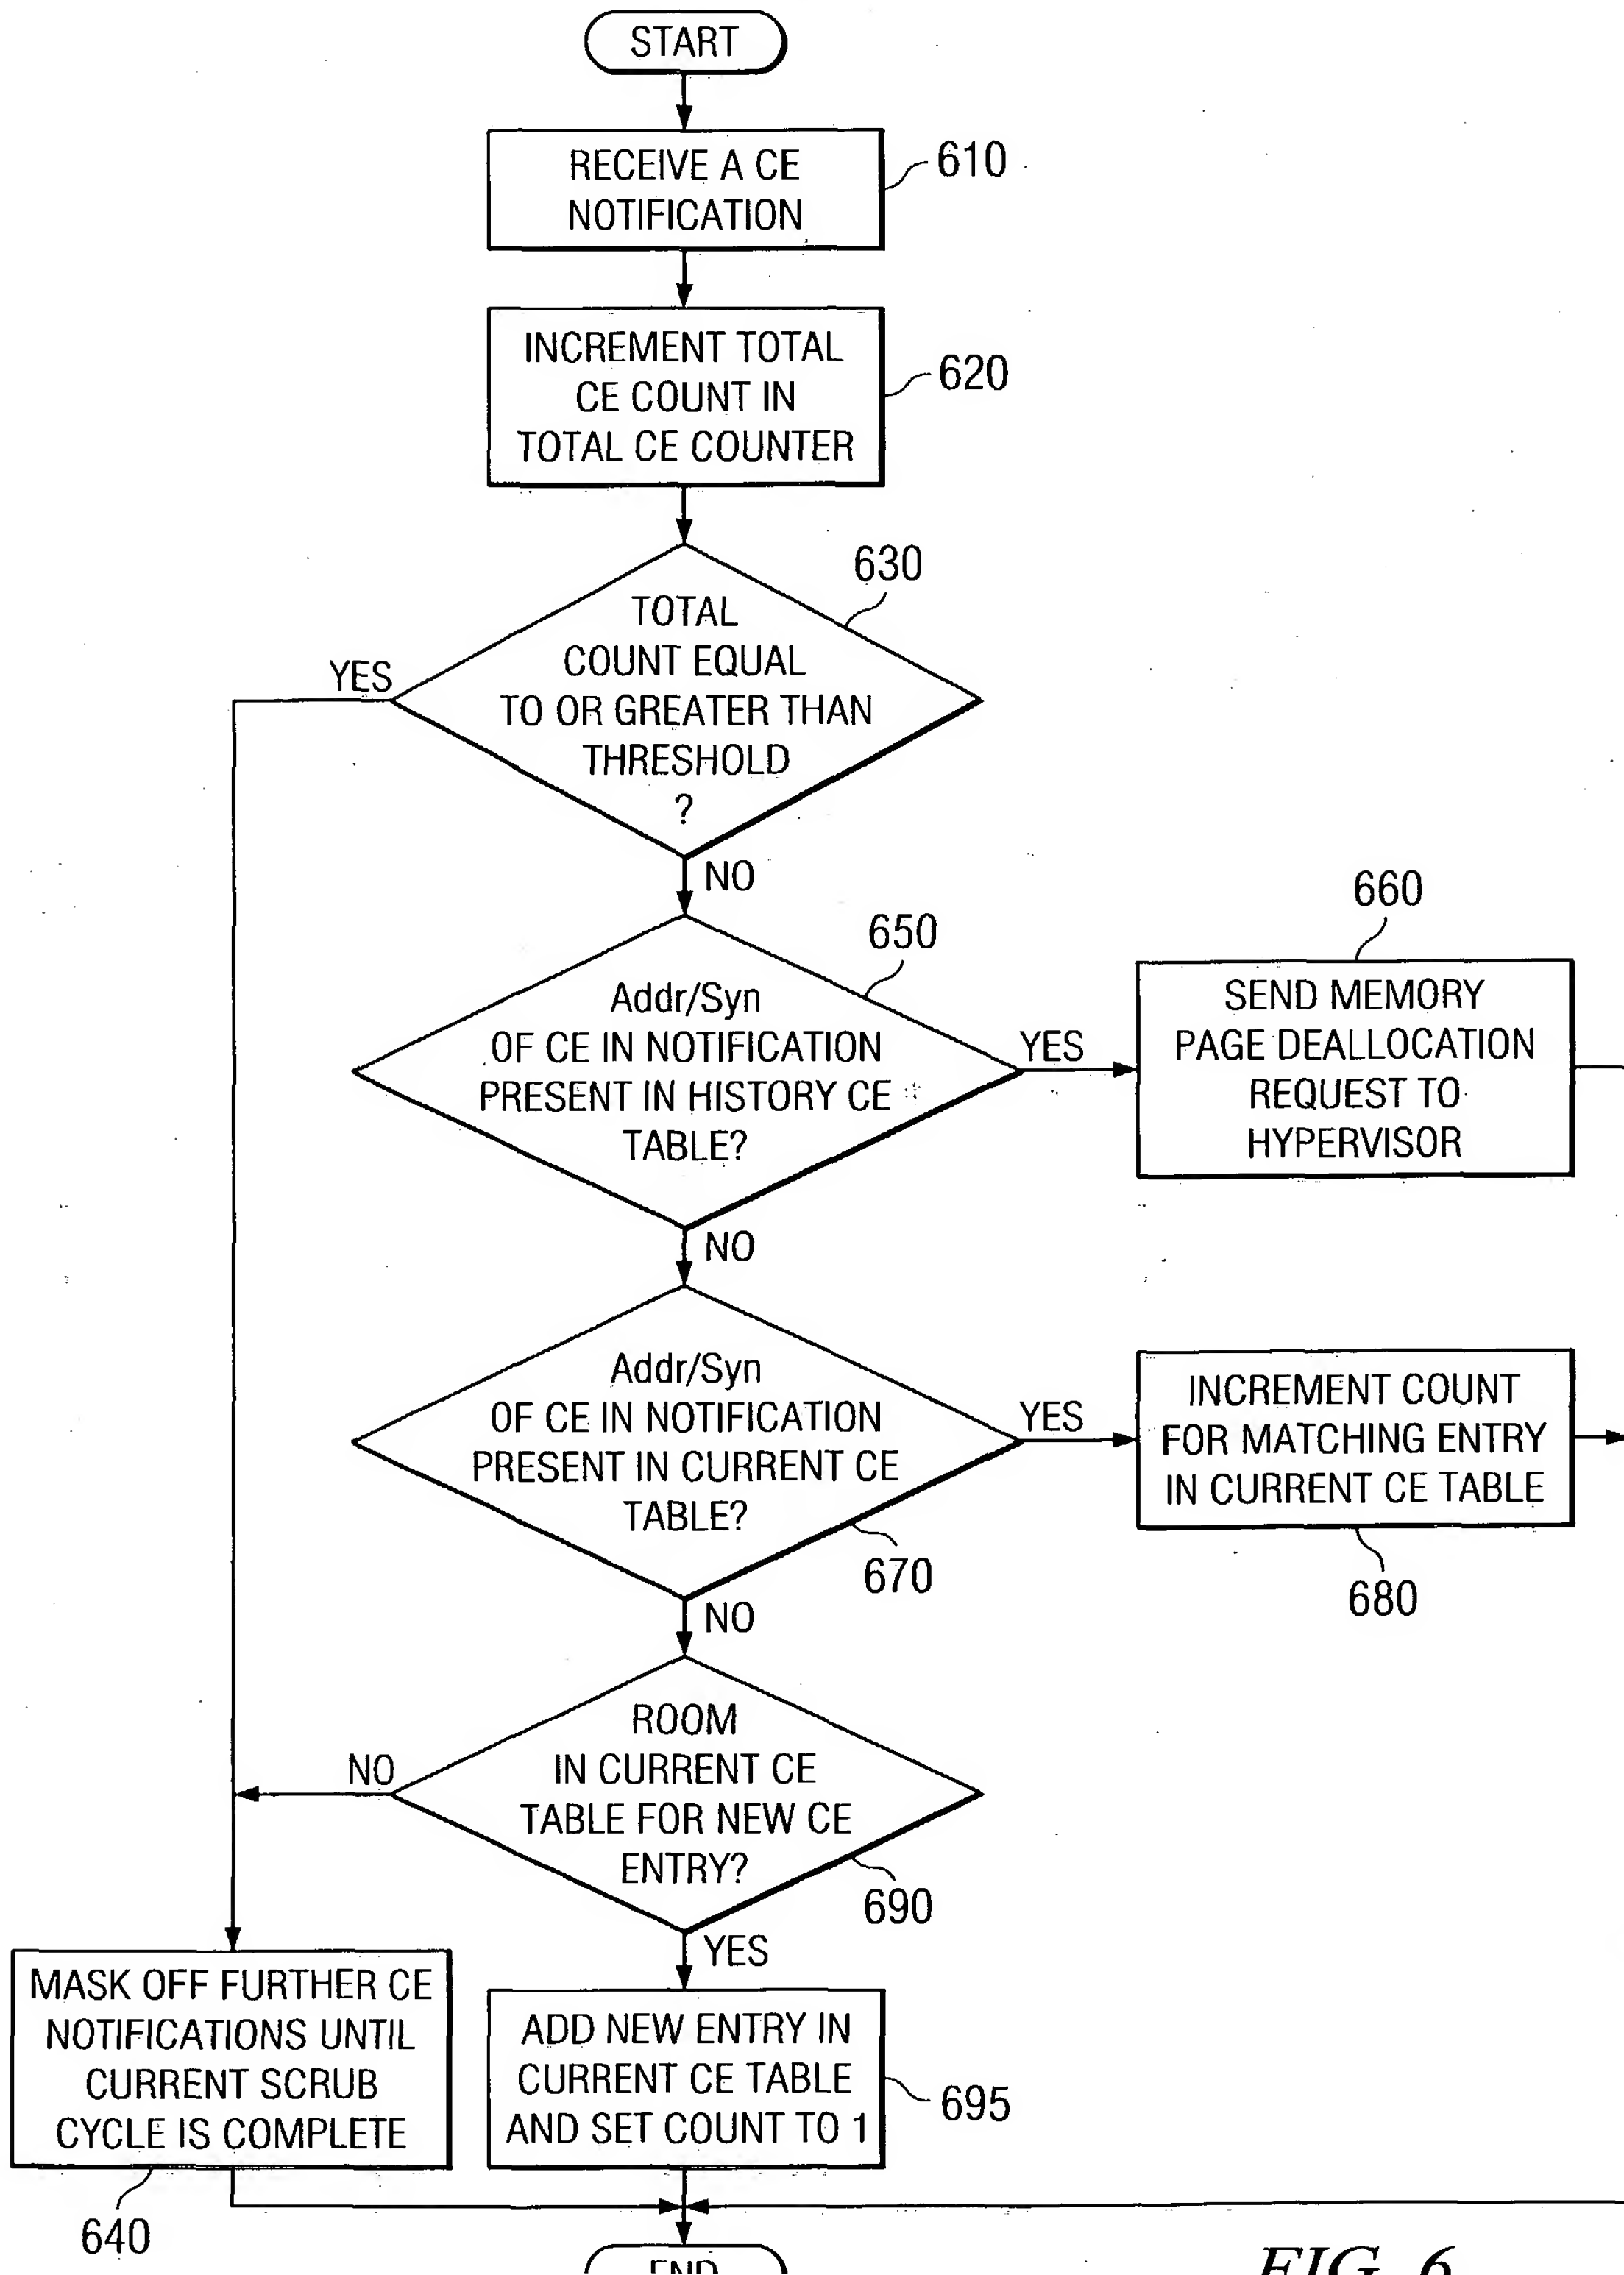 START
RECEIVE A CE
NOTIFICATION
610
INCREMENT TOTAL
CE COUNT IN
TOTAL CE COUNTER
620
630
TOTAL
COUNT EQUAL
TO OR GREATER THAN
THRESHOLD
?
YES
NO
650
Addr/Syn
OF CE IN NOTIFICATION
PRESENT IN HISTORY CE
TABLE?
YES
660
SEND MEMORY
PAGE DEALLOCATION
REQUEST TO
HYPERVISOR
NO
Addr/Syn
OF CE IN NOTIFICATION
PRESENT IN CURRENT CE
TABLE?
670
YES
INCREMENT COUNT
FOR MATCHING ENTRY
IN CURRENT CE TABLE
680
NO
ROOM
IN CURRENT CE
TABLE FOR NEW CE
ENTRY?
690
NO
YES
MASK OFF FURTHER CE
NOTIFICATIONS UNTIL
CURRENT SCRUB
CYCLE IS COMPLETE
640
ADD NEW ENTRY IN
CURRENT CE TABLE
AND SET COUNT TO 1
695
END
FIG. 6